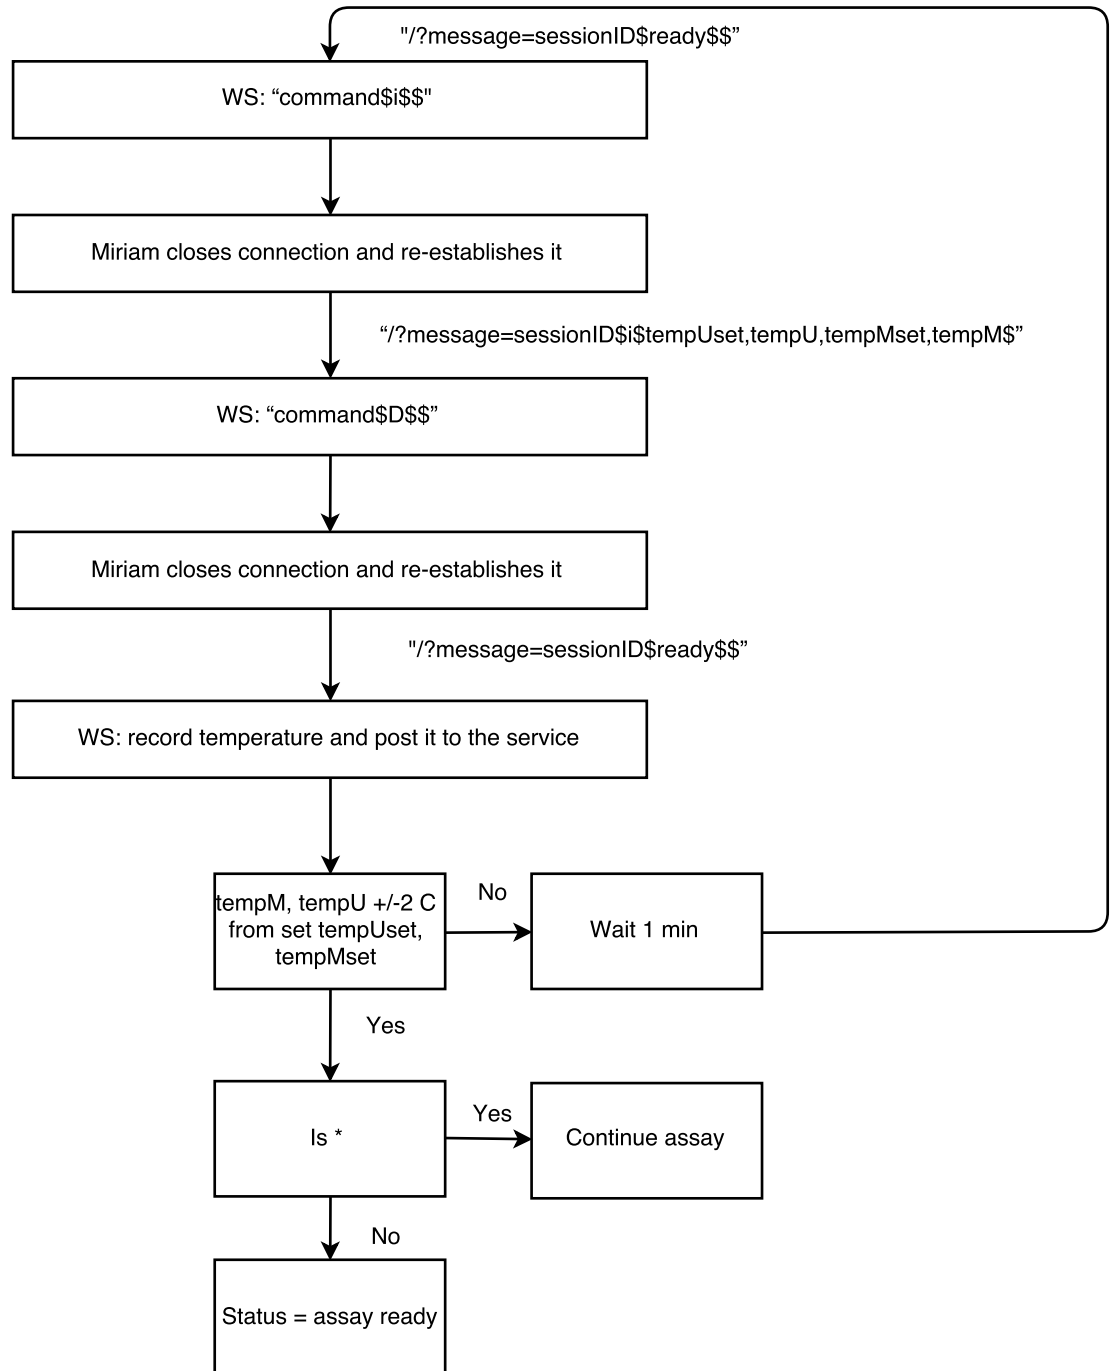 "/?message=sessionID$ready$$”
WS: “command$i$$"
Miriam closes connection and re-establishes it
“/?message=sessionID$i$tempUset,tempU,tempMset,tempM$”
WS: “command$D$$”
Miriam closes connection and re-establishes it
"/?message=sessionID$ready$$”
WS: record temperature and post it to the service
tempM, tempU +/-2 C
from set tempUset,
tempMset
No
Wait 1 min
Yes
Is *
Yes
Continue assay
No
Status = assay ready